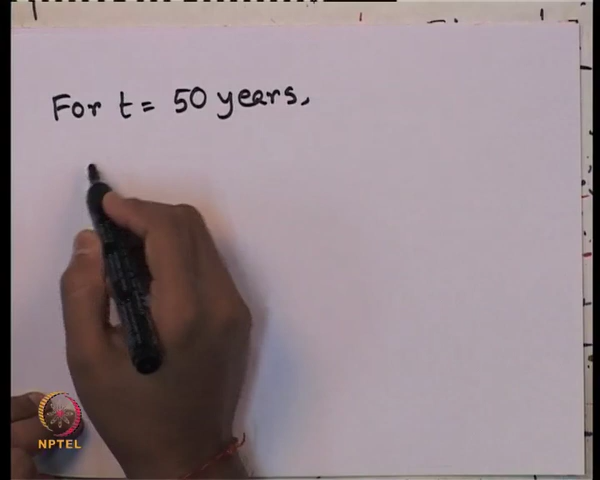 For t = 50 years,
NPTEL